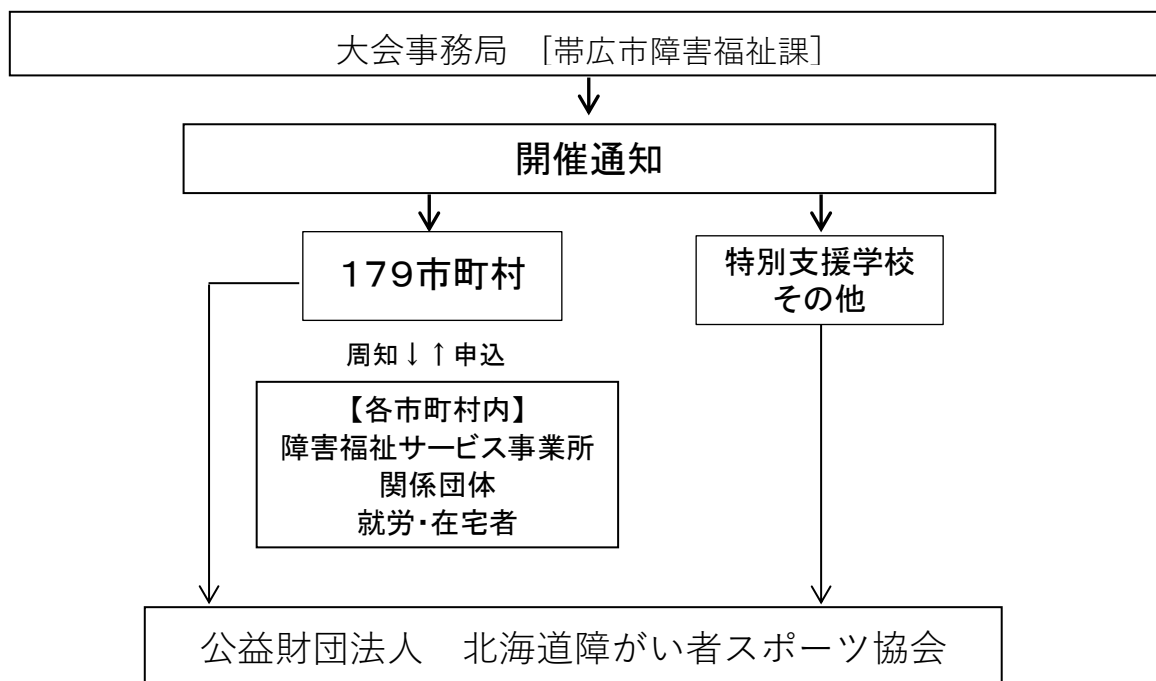 大会事務局　[帯広市障害福祉課]
開催通知
179市町村
特別支援学校
その他
周知↓↑申込
【各市町村内】
障害福祉サービス事業所
関係団体
就労・在宅者
公益財団法人　北海道障がい者スポーツ協会